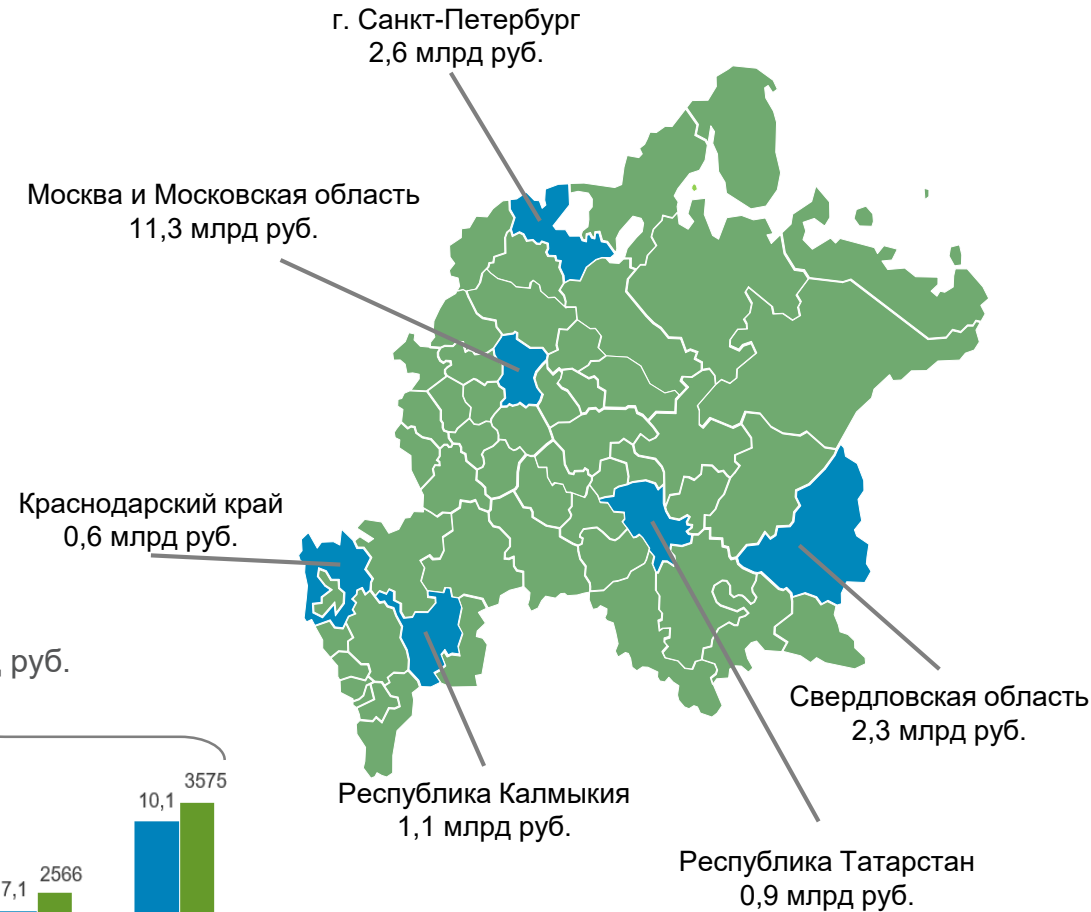 г. Санкт-Петербург
2,6 млрд руб.
Москва и Московская область
11,3 млрд руб.
Краснодарский край
0,6 млрд руб.
руб.
Свердловская область
2,3 млрд руб.
Республика Калмыкия
1,1 млрд руб.
Республика Татарстан
0,9 млрд руб.
3575
10,1
2566
7,1